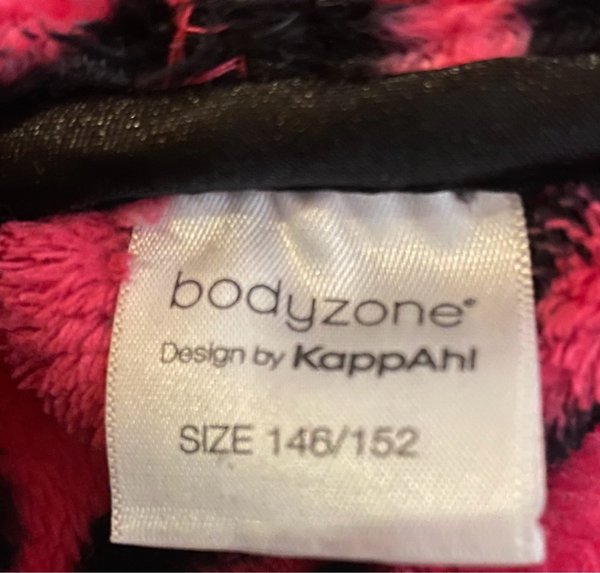 bodyzone®
Design by KappAhl
SIZE 146/152